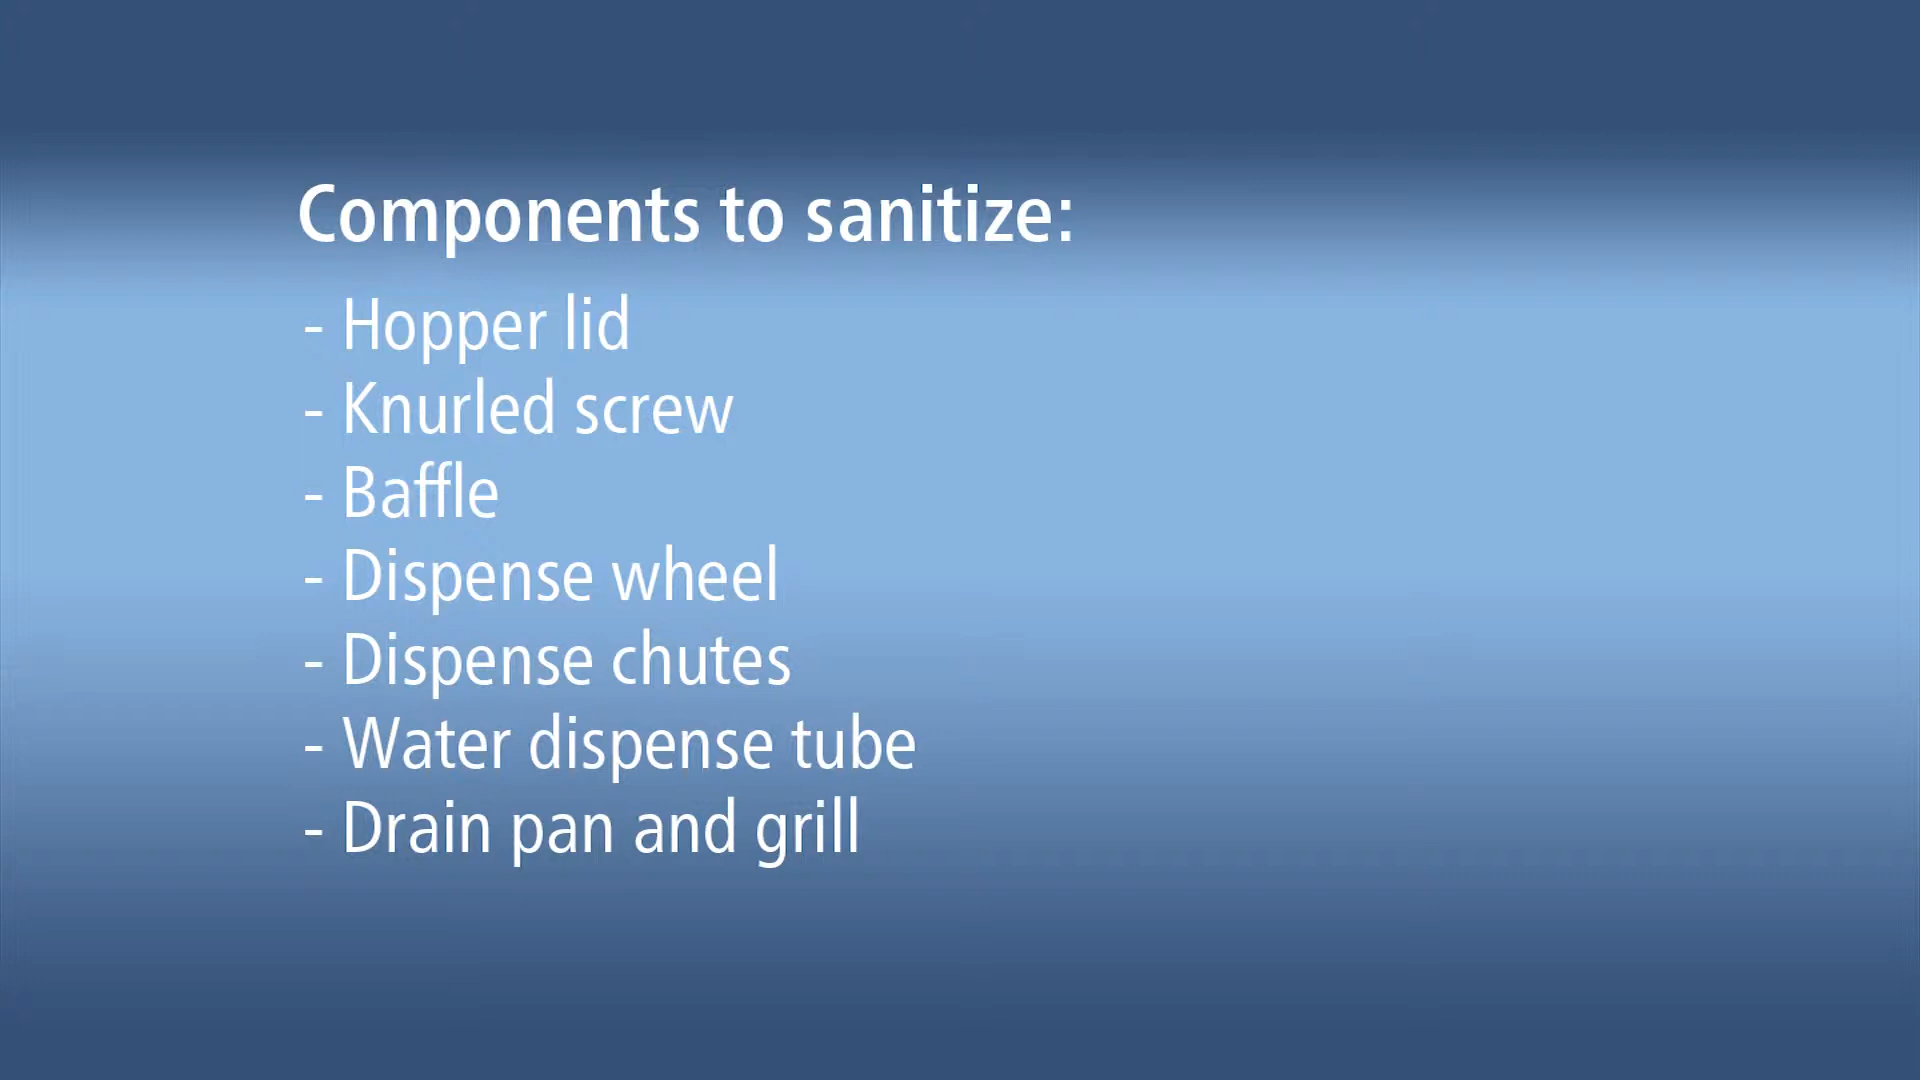 Components to sanitize:
- Hopper lid
- Knurled screw
- Baffle
- Dispense wheel
- Dispense chutes
- Water dispense tube
- Drain pan and grill